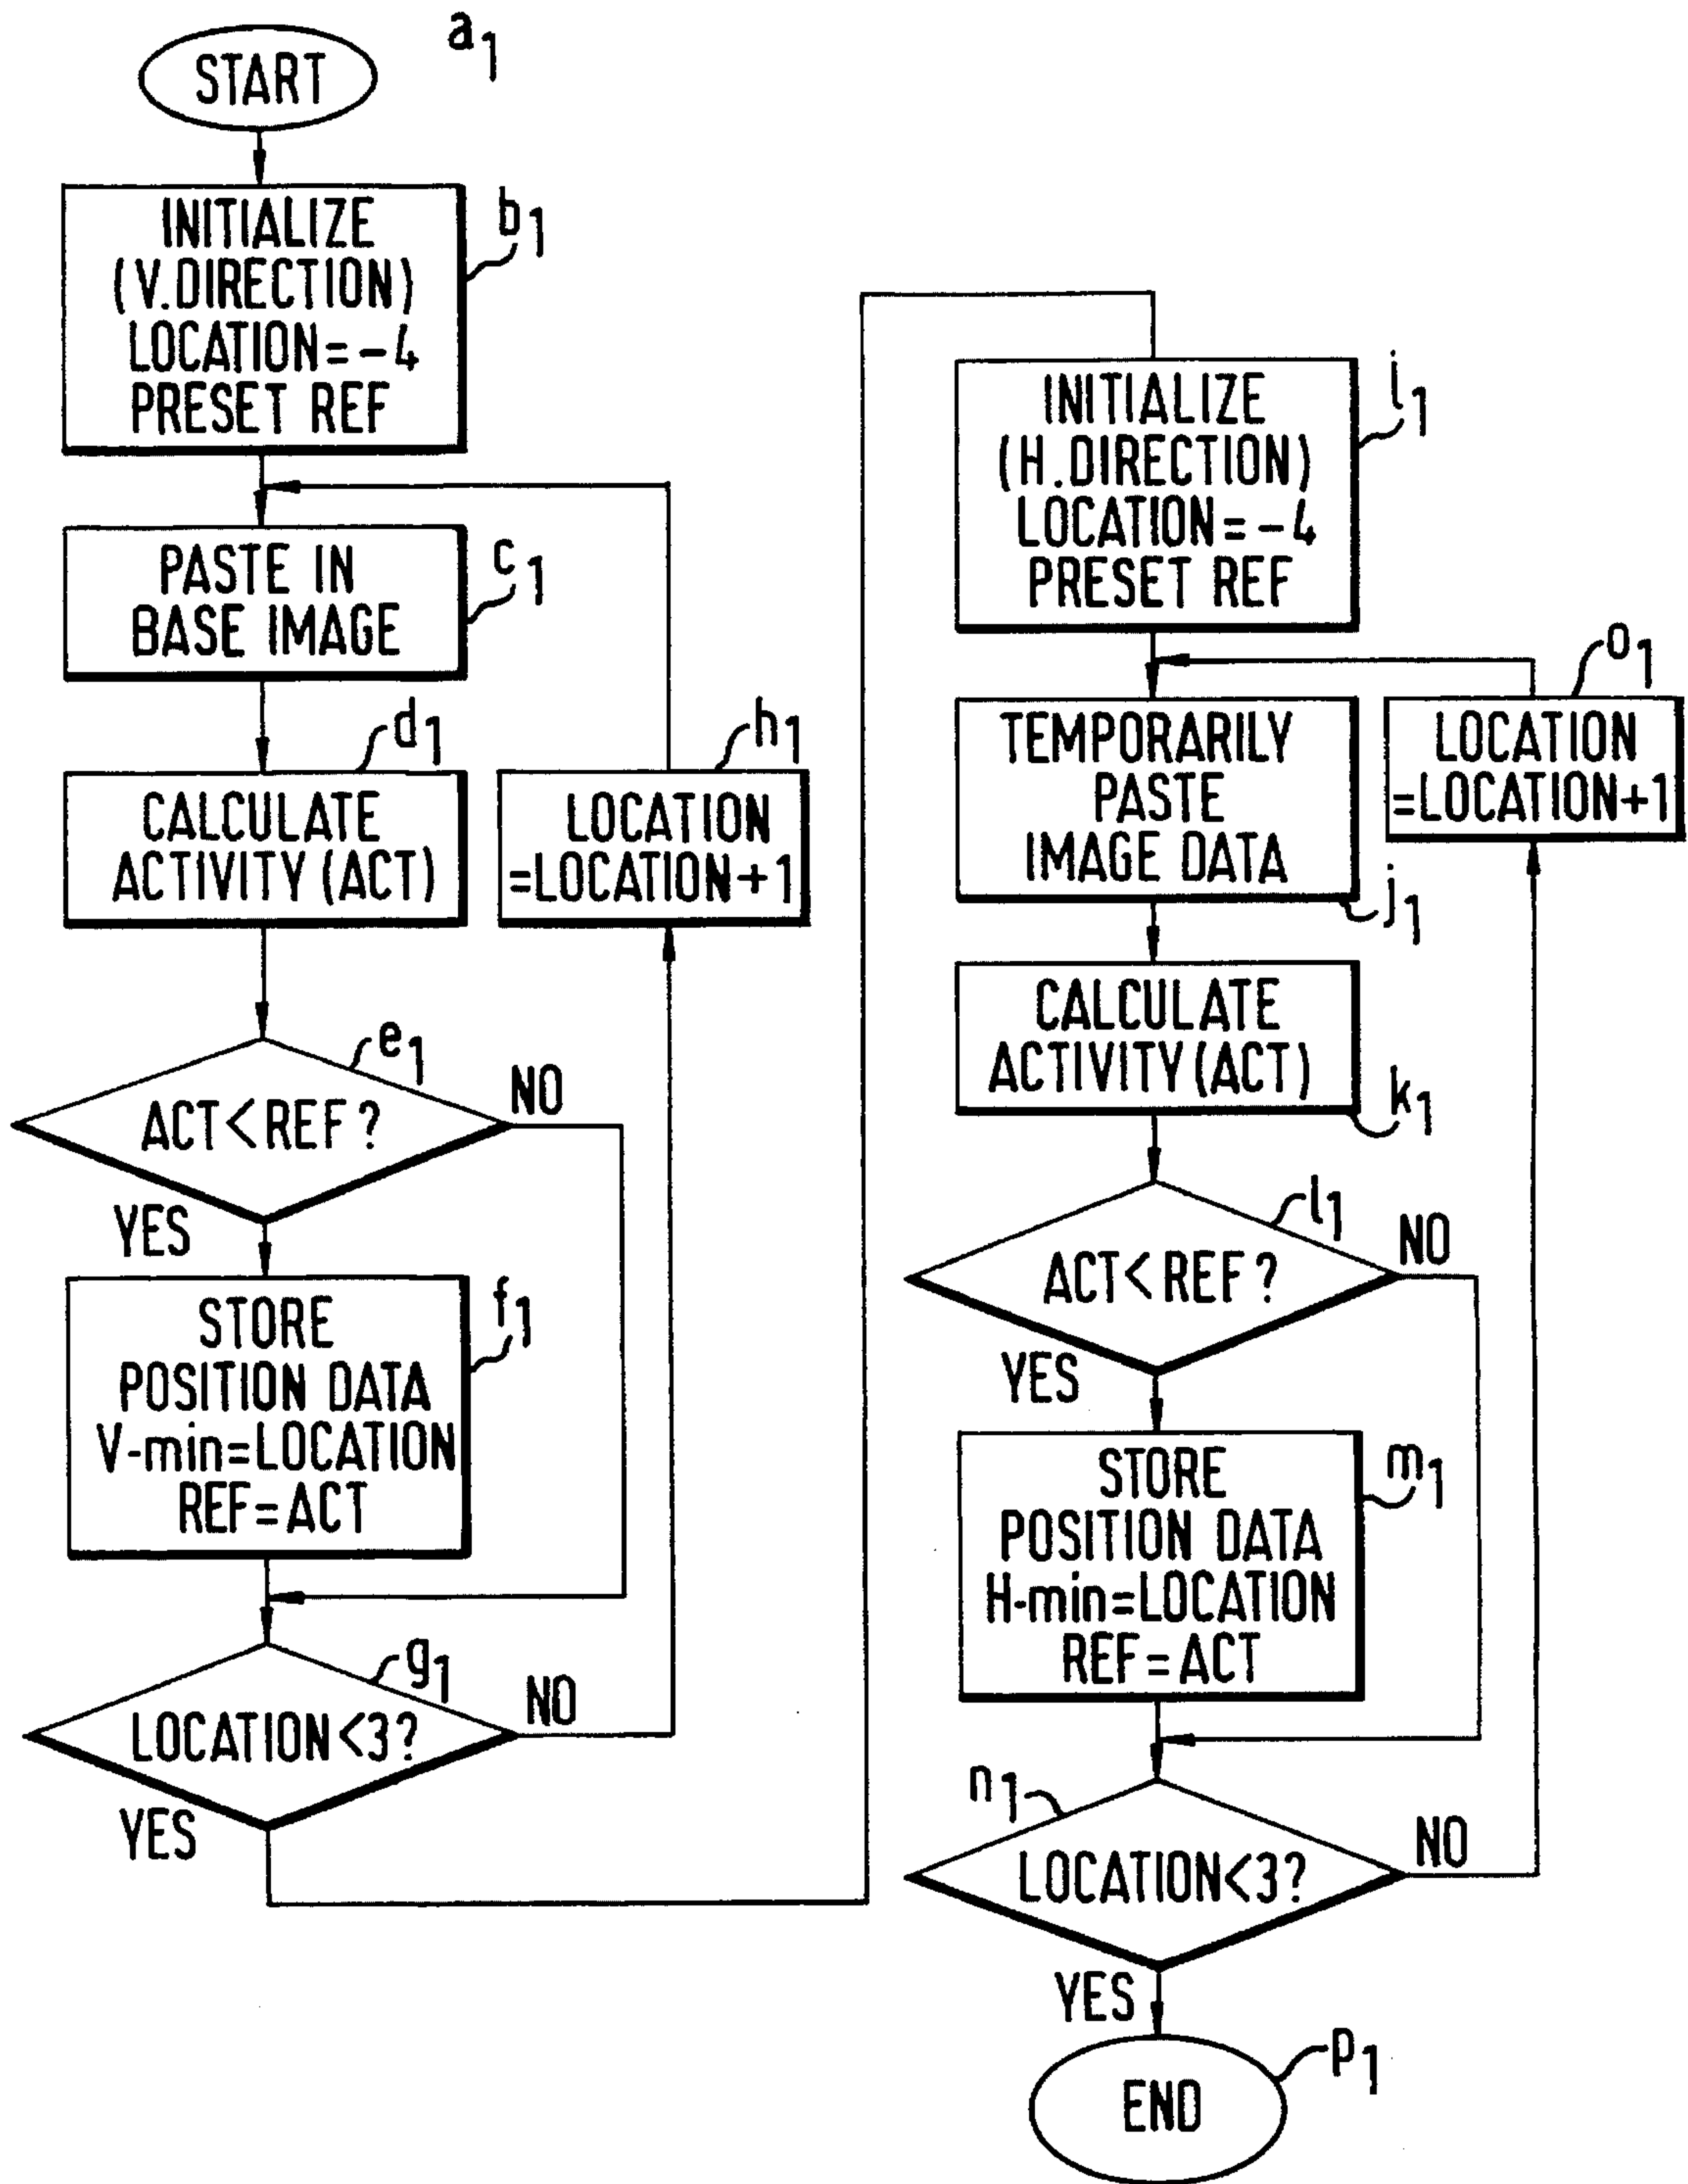 START
a1
INITIALIZE
(V.DIRECTION)
LOCATION=-4
PRESET REF
b1
PASTE IN
BASE IMAGE
c1
CALCULATE
ACTIVITY(ACT)
d1
LOCATION
=LOCATION+1
h1
ACT<REF?
e1
NO
YES
STORE
POSITION DATA
V-min=LOCATION
REF=ACT
f1
LOCATION<3?
g1
NO
YES
INITIALIZE
(H.DIRECTION)
LOCATION=-4
PRESET REF
i1
TEMPORARILY
PASTE
IMAGE DATA
j1
LOCATION
=LOCATION+1
o1
CALCULATE
ACTIVITY(ACT)
k1
ACT<REF?
l1
NO
YES
STORE
POSITION DATA
H-min=LOCATION
REF=ACT
m1
LOCATION<3?
n1
NO
YES
END
p1